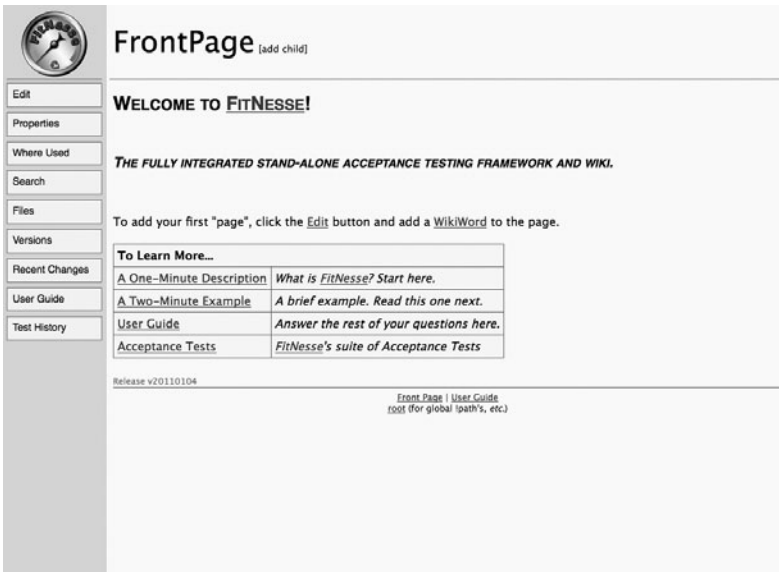 FitNesse
FrontPage [add child]
Edit
Properties
Where Used
Search
Files
Versions
Recent Changes
User Guide
Test History
WELCOME TO FITNESSE!
THE FULLY INTEGRATED STAND-ALONE ACCEPTANCE TESTING FRAMEWORK AND WIKI.
To add your first "page", click the Edit button and add a WikiWord to the page.
To Learn More...
A One-Minute Description What is FitNesse? Start here.
A Two-Minute Example A brief example. Read this one next.
User Guide Answer the rest of your questions here.
Acceptance Tests FitNesse's suite of Acceptance Tests
Release v20110104
Front Page | User Guide
root (for global !path's, etc.)